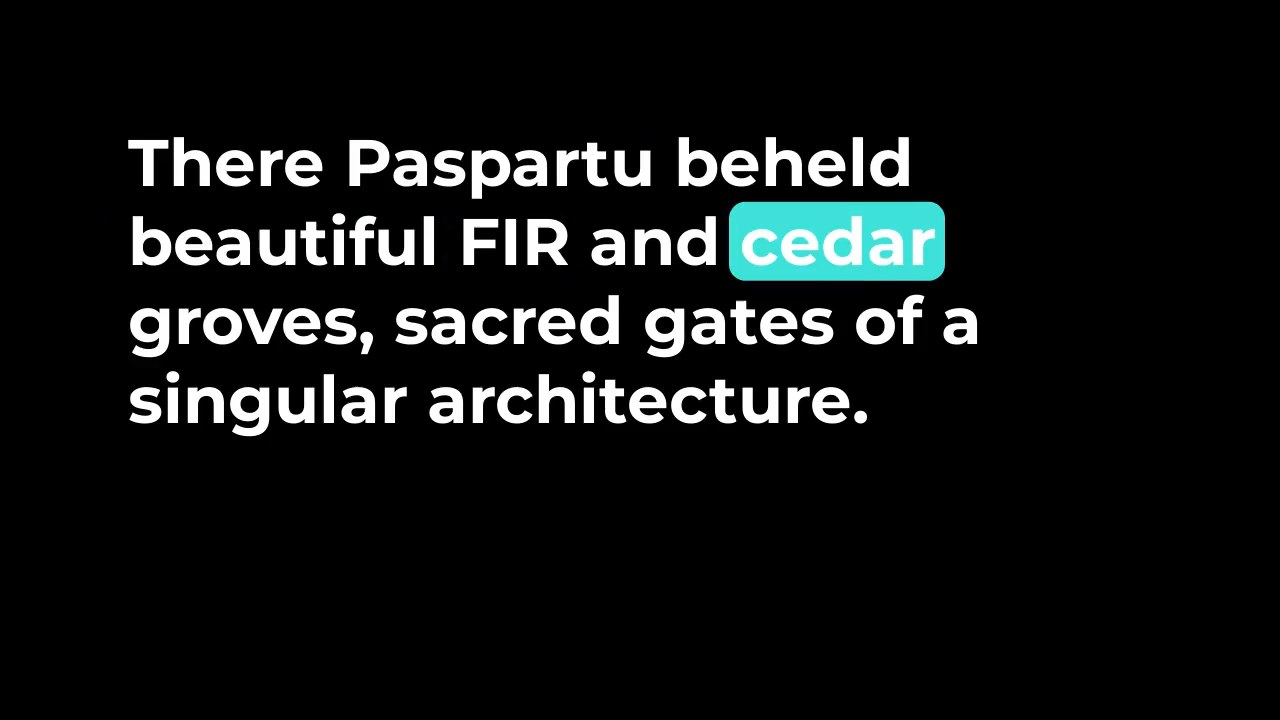 There Paspartu beheld
beautiful FIR and cedar
groves, sacred gates of a
singular architecture.